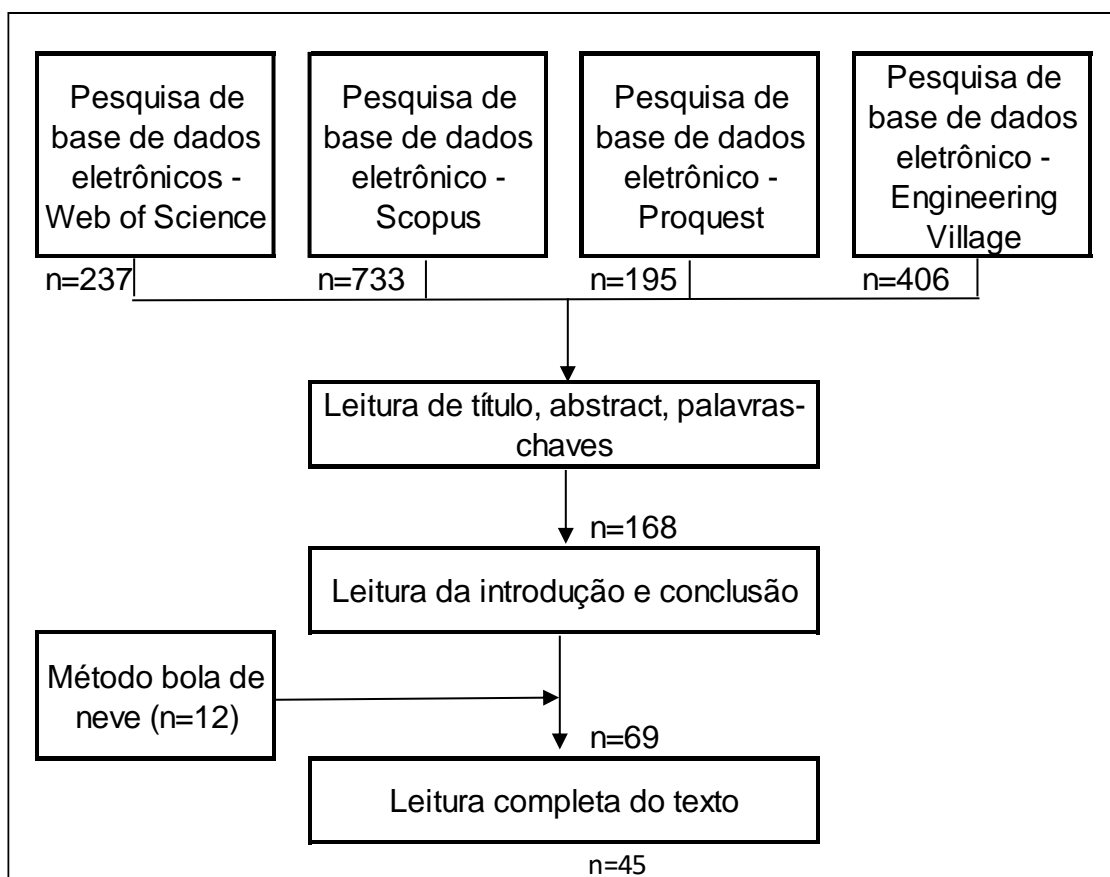 Pesquisa de
base de dados
eletrônicos -
Web of Science
Pesquisa de
base de dados
eletrônico -
Scopus
Pesquisa de
base de dados
eletrônico -
Proquest
Pesquisa de
base de dados
eletrônico -
Engineering
Village
n=237
n=733
n=195
n=406
Leitura de título, abstract, palavras-
chaves
n=168
Leitura da introdução e conclusão
Método bola de
neve (n=12)
n=69
Leitura completa do texto
n=45